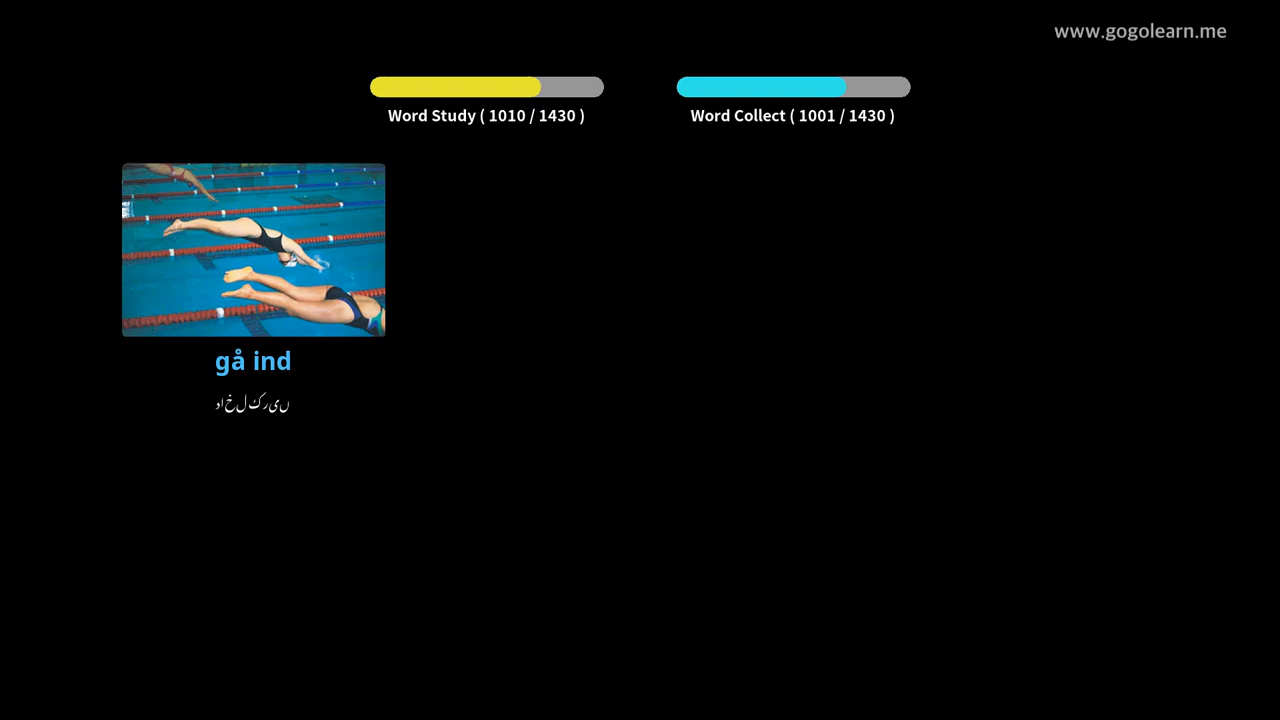 www.gogolearn.me
Word Study ( 1010 / 1430 )
Word Collect ( 1001 / 1430 )
gå ind
داخل کریں